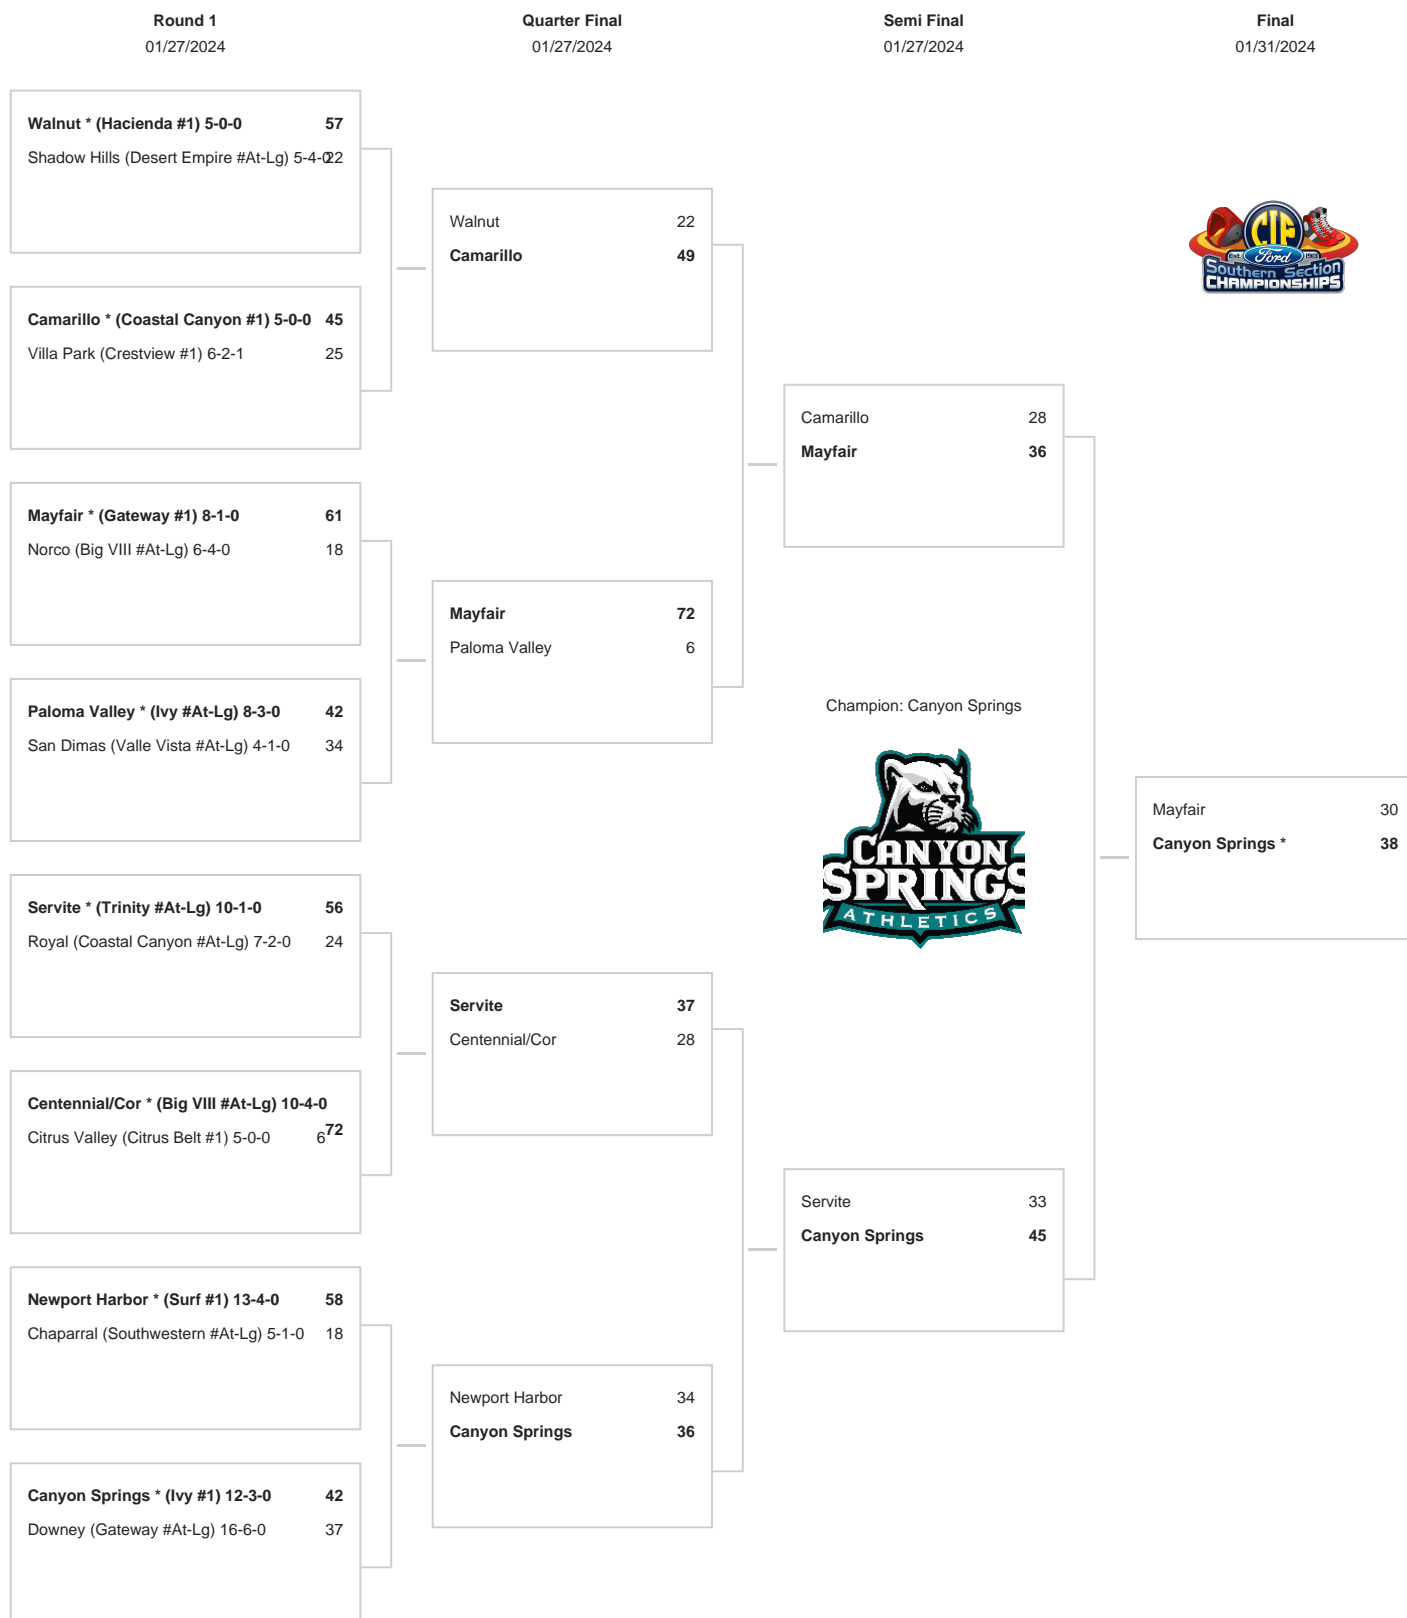 Round 1
01/27/2024
Quarter Final
01/27/2024
Semi Final
01/27/2024
Final
01/31/2024
Walnut * (Hacienda #1) 5-0-0 57
Shadow Hills (Desert Empire #At-Lg) 5-4-0 22
Camarillo * (Coastal Canyon #1) 5-0-0 45
Villa Park (Crestview #1) 6-2-1 25
Mayfair * (Gateway #1) 8-1-0 61
Norco (Big VIII #At-Lg) 6-4-0 18
Paloma Valley * (Ivy #At-Lg) 8-3-0 42
San Dimas (Valle Vista #At-Lg) 4-1-0 34
Servite * (Trinity #At-Lg) 10-1-0 56
Royal (Coastal Canyon #At-Lg) 7-2-0 24
Centennial/Cor * (Big VIII #At-Lg) 10-4-0
72
Citrus Valley (Citrus Belt #1) 5-0-0 6
Newport Harbor * (Surf #1) 13-4-0 58
Chaparral (Southwestern #At-Lg) 5-1-0 18
Canyon Springs * (Ivy #1) 12-3-0 42
Downey (Gateway #At-Lg) 16-6-0 37
Walnut 22
Camarillo 49
Mayfair 72
Paloma Valley 6
Servite 37
Centennial/Cor 28
Newport Harbor 34
Canyon Springs 36
Camarillo 28
Mayfair 36
Champion: Canyon Springs
CANYON
SPRINGS
ATHLETICS
Servite 33
Canyon Springs 45
CIF
Ford
Southern Section
CHAMPIONSHIPS
Mayfair 30
Canyon Springs * 38